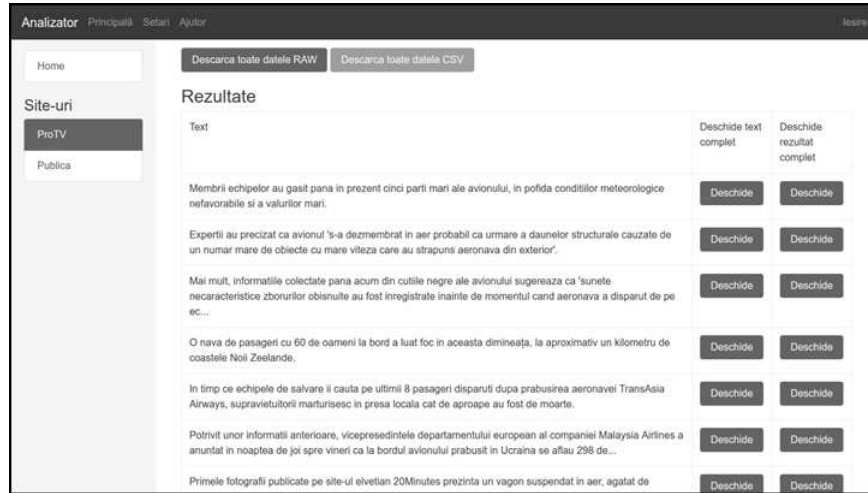 Analizator Principală Setari Ajutor Iesire
Home
Site-uri
ProTV
Publica
Descarca toate datele RAW Descarca toate datele CSV
Rezultate
Text Deschide text Deschide
complet rezultat
complet
Membrii echipelor au gasit pana in prezent cinci parti mari ale avionului, in pofida conditiilor meteorologice
nefavorabile si a valurilor mari. Deschide Deschide
Expertii au precizat ca avionul 's-a dezmembrat in aer probabil ca urmare a daunelor structurale cauzate de
un numar mare de obiecte cu mare viteza care au strapuns aeronava din exterior'. Deschide Deschide
Mai mult, informatiile colectate pana acum din cutiile negre ale avionului sugereaza ca 'sunete
necaracteristice zborurilor obisnuite au fost inregistrate inainte de momentul cand aeronava a disparut de pe
ec... Deschide Deschide
O nava de pasageri cu 60 de oameni la bord a luat foc in aceasta dimineața, la aproximativ un kilometru de
coastele Noii Zeelande. Deschide Deschide
In timp ce echipele de salvare ii cauta pe ultimii 8 pasageri disparuti dupa prabusirea aeronavei TransAsia
Airways, supravietuitorii marturisesc in presa locala cat de aproape au fost de moarte. Deschide Deschide
Potrivit unor informatii anterioare, vicepresedintele departamentului european al companiei Malaysia Airlines a
anuntat in noaptea de joi spre vineri ca la bordul avionului prabusit in Ucraina se aflau 298 de... Deschide Deschide
Primele fotografii publicate pe site-ul elvetian 20Minutes prezinta un vagon suspendat in aer, agatat de Deschide Deschide